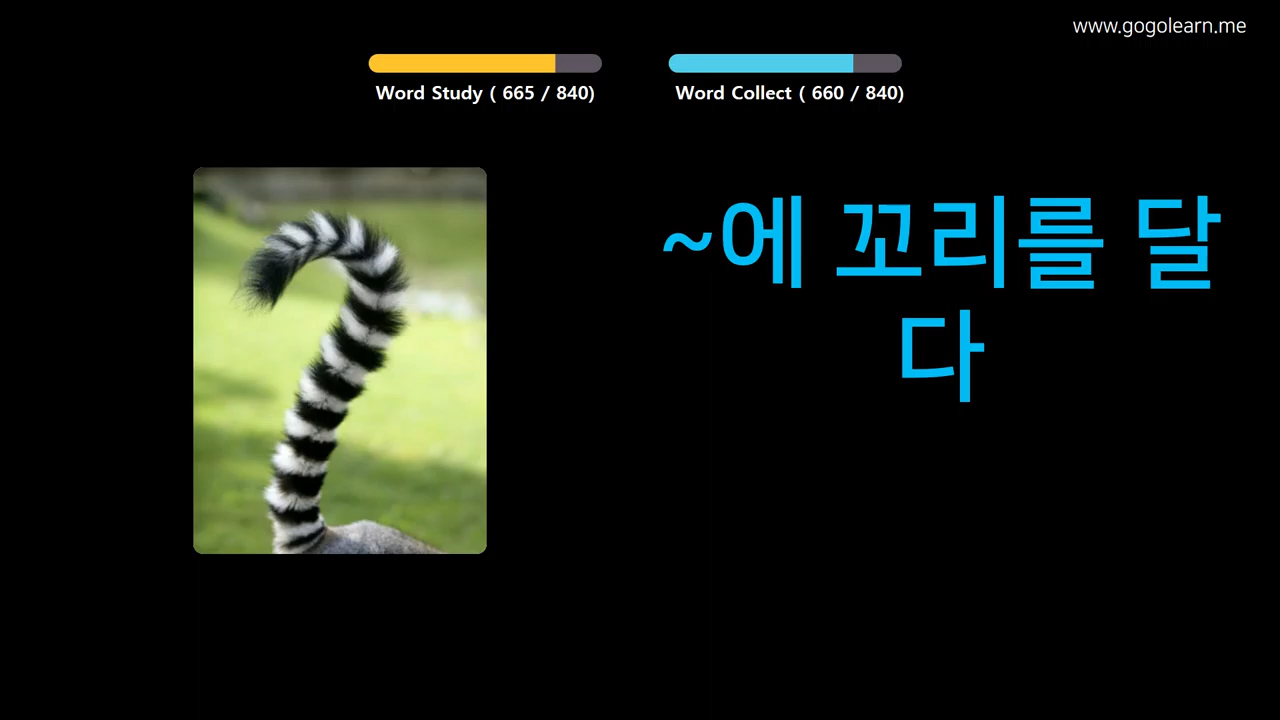 www.gogolearn.me
Word Study ( 665 / 840)
Word Collect ( 660 / 840)
~에 꼬리를 달
다